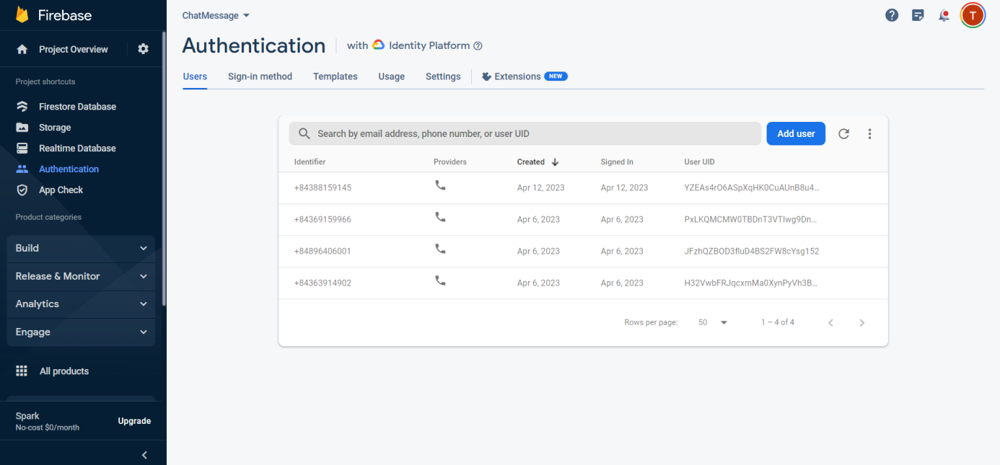 Firebase
Project Overview
Project shortcuts
Firestore Database
Storage
Realtime Database
Authentication
App Check
Product categories
Build
Release & Monitor
Analytics
Engage
All products
Spark
No-cost $0/month
Upgrade
ChatMessage
T
Authentication with Identity Platform
Users Sign-in method Templates Usage Settings Extensions NEW
Search by email address, phone number, or user UID Add user
Identifier Providers Created Signed In User UID
+84388159145 Apr 12, 2023 Apr 12, 2023 YZEAs4rO6ASpXqHK0CuAUnB8u4…
+84369159966 Apr 6, 2023 Apr 6, 2023 PxLKQMCMW0TBDnT3VTIwg9Dn…
+84896406001 Apr 6, 2023 Apr 6, 2023 JFzhQZBOD3fluD4BS2FW8cYsg152
+84363914902 Apr 6, 2023 Apr 6, 2023 H32VwbFRJqcxmMa0XynPyVh3B…
Rows per page: 50 1 – 4 of 4